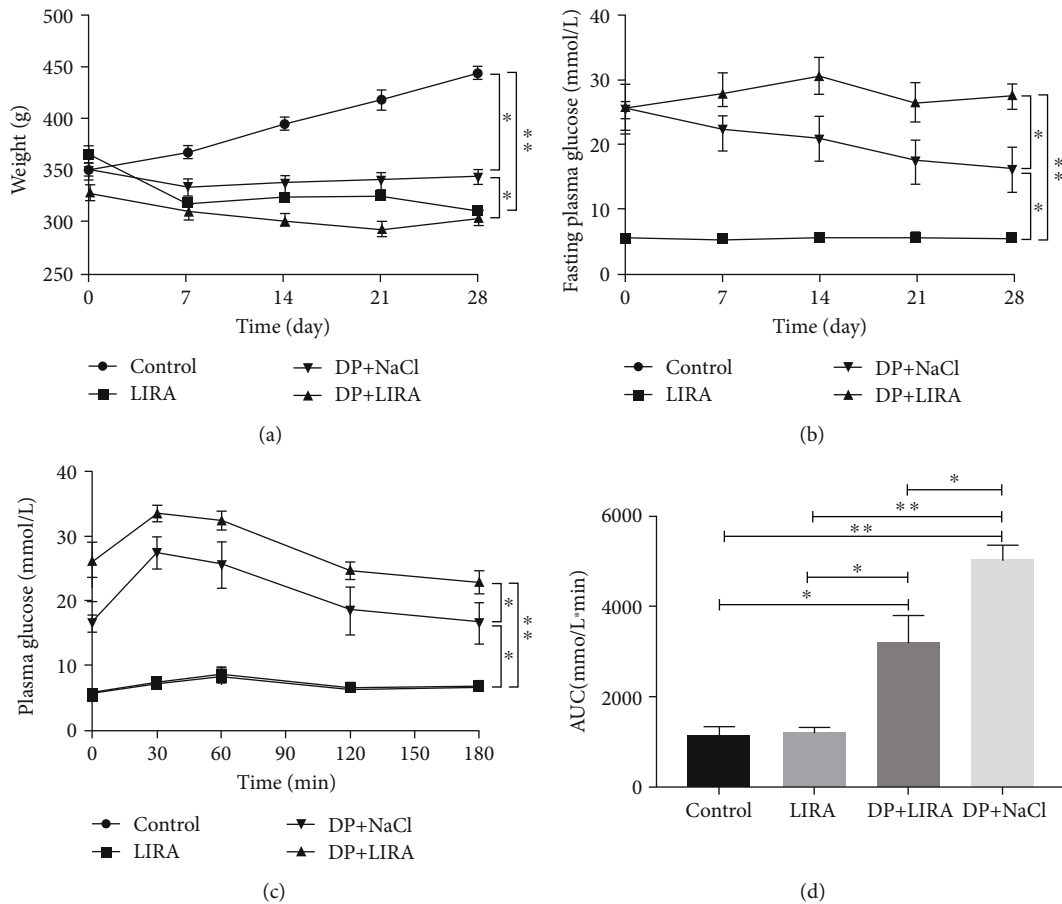 500
450
400
350
300
250
Weight (g)
0 7 14 21 28
Time (day)
*
*
*
*
Control
DP+NaCl
LIRA
DP+LIRA
(a)
40
30
20
10
0
Fasting plasma glucose (mmol/L)
0 7 14 21 28
Time (day)
*
*
*
*
Control
DP+NaCl
LIRA
DP+LIRA
(b)
40
30
20
10
0
Plasma glucose (mmol/L)
0 30 60 90 120 150 180
Time (min)
*
*
*
*
Control
DP+NaCl
LIRA
DP+LIRA
(c)
*
**
**
*
*
6000
4000
2000
0
AUC(mmo/L*min)
Control LIRA DP+LIRA DP+NaCl
(d)